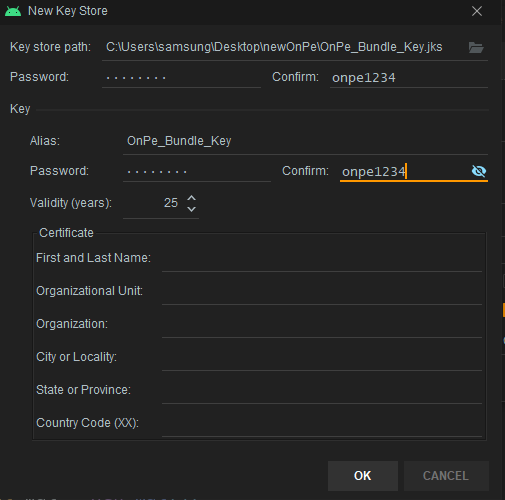 New Key Store
Key store path: C:\Users\samsung\Desktop\newOnPe\OnPe_Bundle_Key.jks
Password: ········ Confirm: onpe1234
Key
Alias: OnPe_Bundle_Key
Password: ········ Confirm: onpe1234
Validity (years): 25
Certificate
First and Last Name:
Organizational Unit:
Organization:
City or Locality:
State or Province:
Country Code (XX):
OK CANCEL